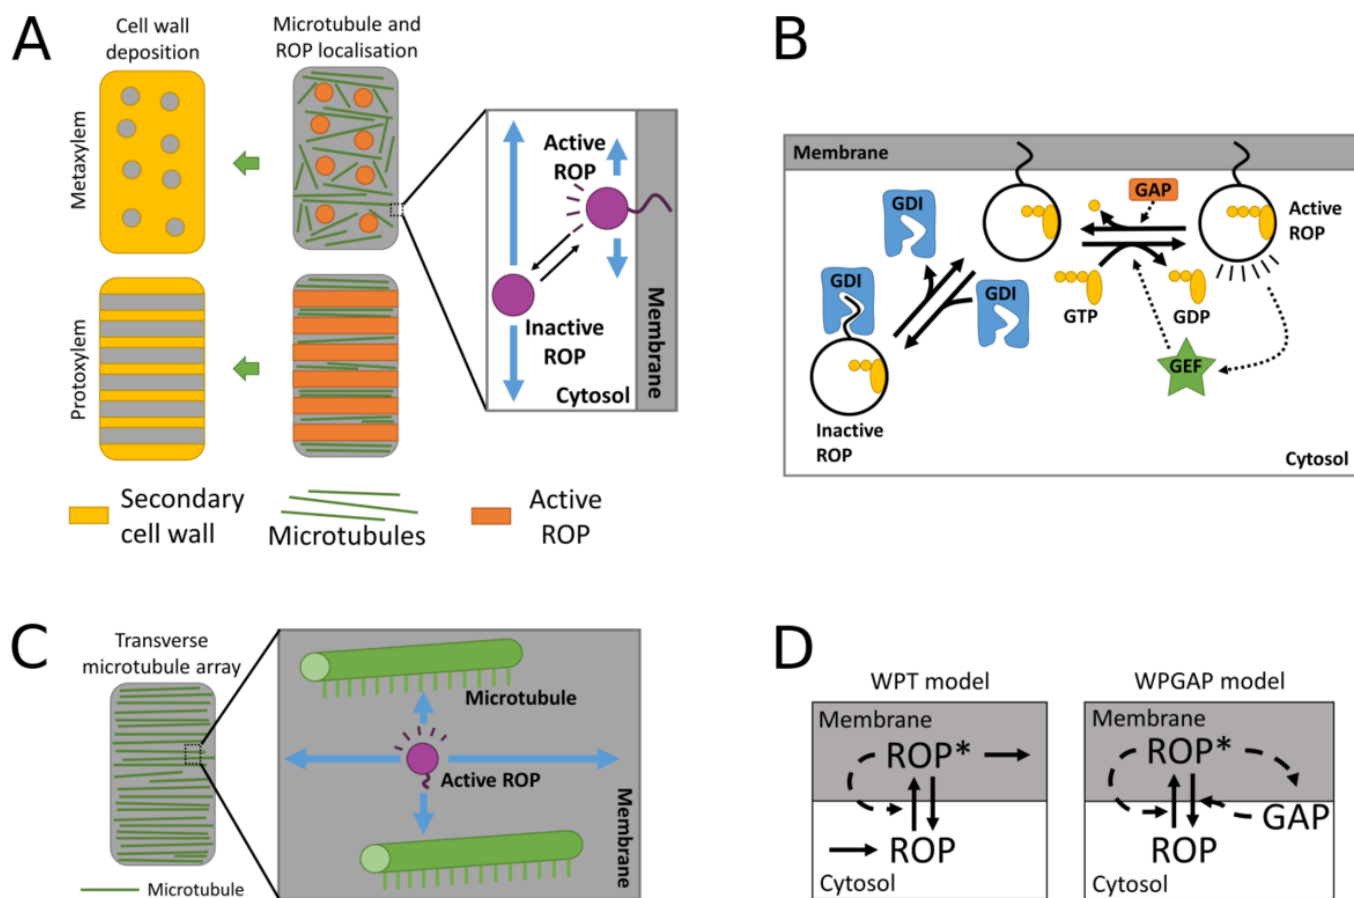 A
Cell wall
deposition
Microtubule and
ROP localisation
Metaxylem
Protoxylem
Active
ROP
Inactive
ROP
Cytosol
Membrane
Secondary
cell wall
Microtubules
Active
ROP
B
Membrane
GDI
GAP
Active
ROP
GDI
GDI
GTP
GDP
GEF
Inactive
ROP
Cytosol
C
Transverse
microtubule array
Microtubule
Microtubule
Active ROP
Membrane
D
WPT model
Membrane
ROP*
ROP
Cytosol
WPGAP model
Membrane
ROP*
GAP
ROP
Cytosol